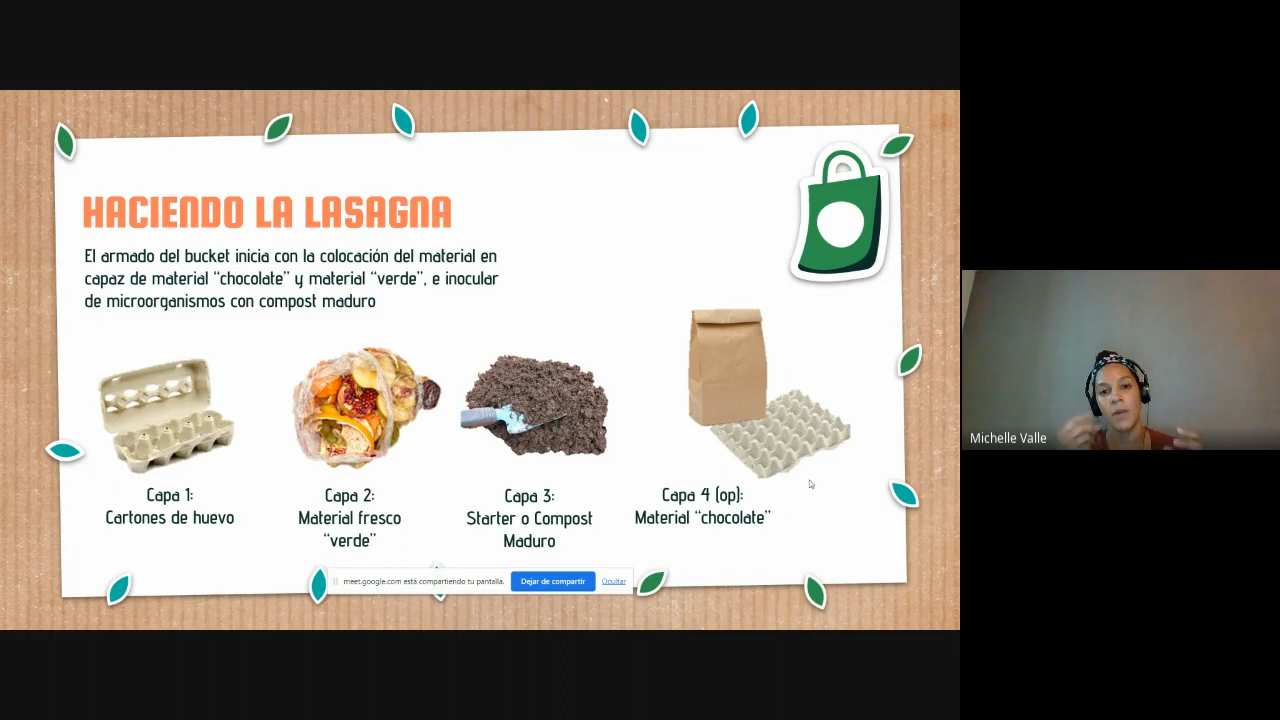 HACIENDO LA LASAGNA
El armado del bucket inicia con la colocación del material en
capaz de material “chocolate” y material “verde”, e inocular
de microorganismos con compost maduro
Capa 1:
Cartones de huevo
Capa 2:
Material fresco
“verde”
Capa 3:
Starter o Compost
Maduro
Capa 4 (op):
Material “chocolate”
meet.google.com está compartiendo tu pantalla.
Dejar de compartir
Ocultar
Michelle Valle